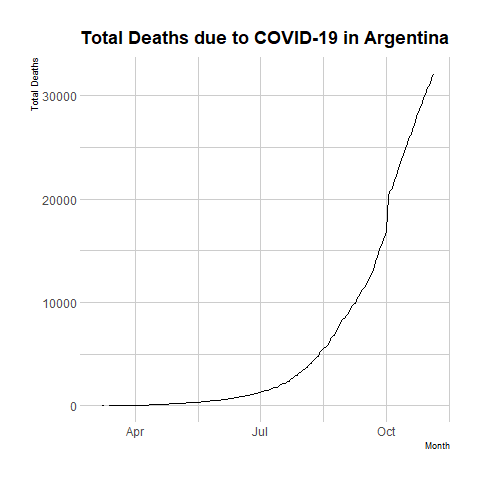 Total Deaths due to COVID-19 in Argentina
Total Deaths
30000
20000
10000
0
Apr Jul Oct
Month